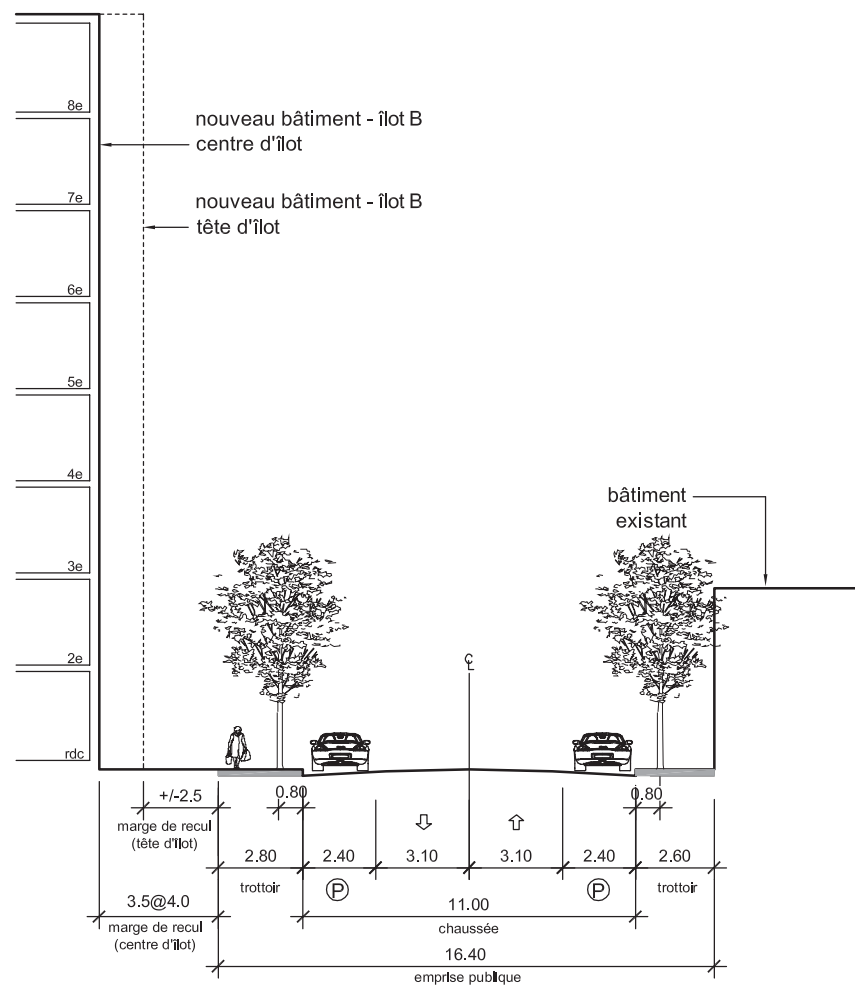 8e
nouveau bâtiment - îlot B
centre d'îlot
7e
nouveau bâtiment - îlot B
tête d'îlot
6e
5e
4e
bâtiment
existant
3e
2e
℄
rdc
+/-2.5
0.80
0.80
marge de recul
(tête d'îlot)
2.80
2.40
3.10
3.10
2.40
2.60
trottoir
P
P
trottoir
3.5@4.0
11.00
marge de recul
(centre d'îlot)
chaussée
16.40
emprise publique